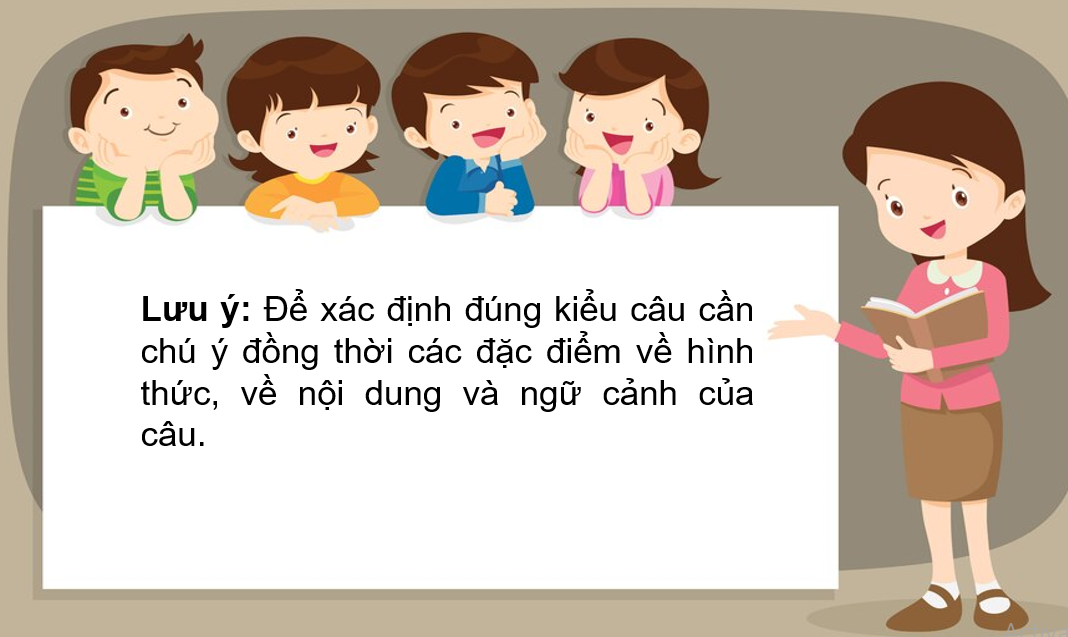 Lưu ý: Để xác định đúng kiểu câu cần
chú ý đồng thời các đặc điểm về hình
thức, về nội dung và ngữ cảnh của
câu.